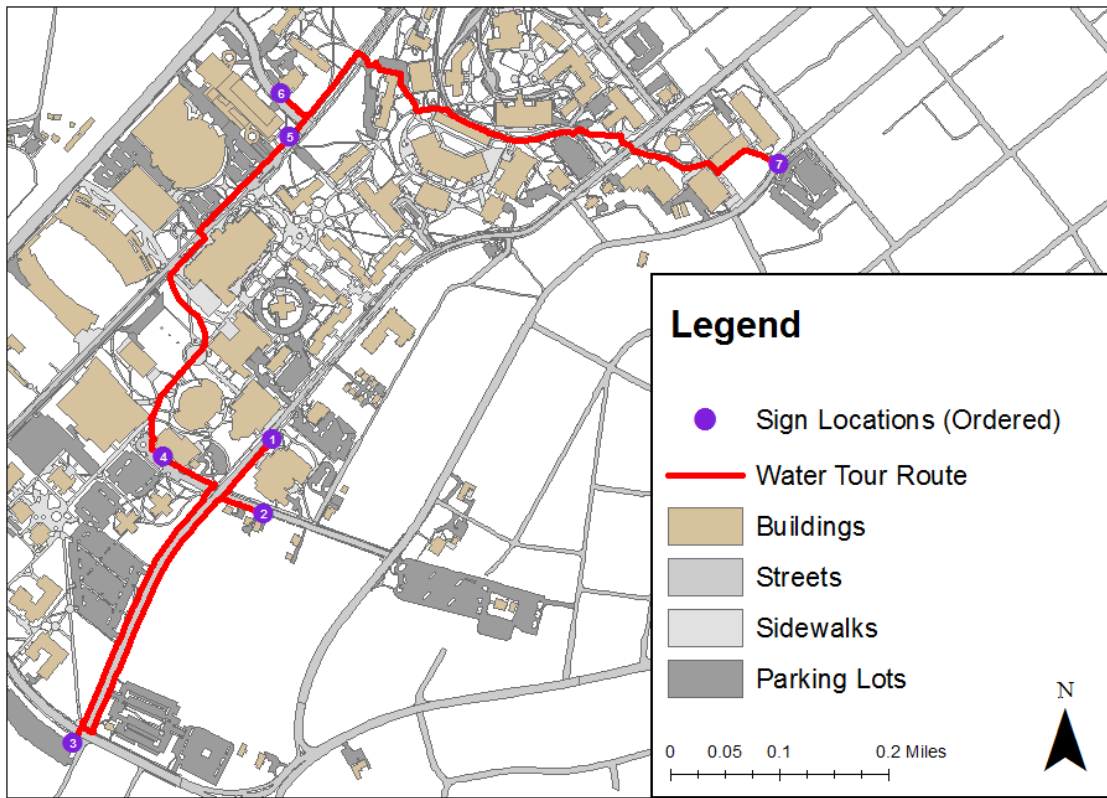 6
5
7
1
4
2
3
Legend
Sign Locations (Ordered)
Water Tour Route
Buildings
Streets
Sidewalks
Parking Lots
N
0 0.05 0.1 0.2 Miles